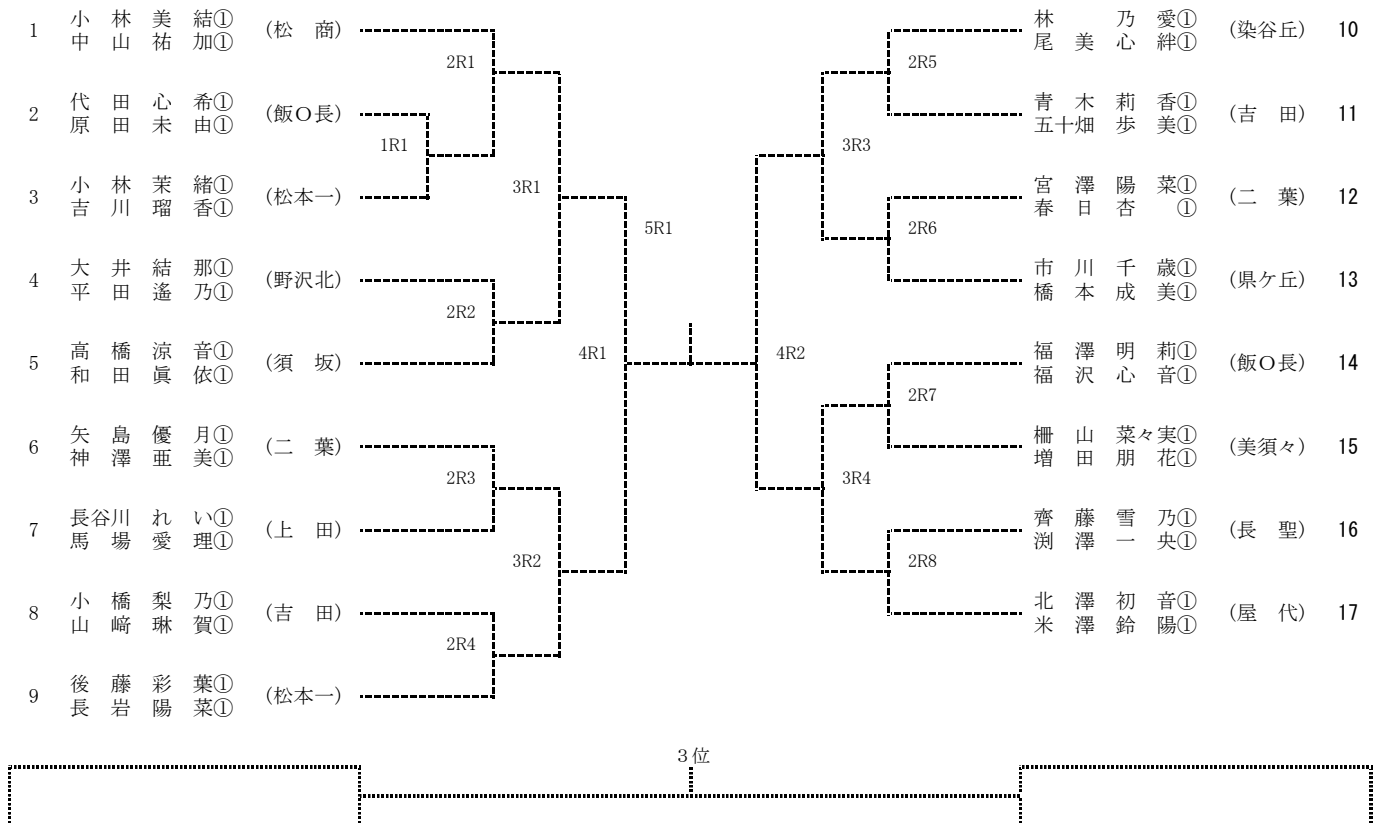 1 小林美結① (松商)
中山祐加①
2R1
2 代田心希① (飯O長)
原田未由①
1R1
3 小林茉緒① (松本一)
吉川瑠香①
3R1
5R1
4 大井結那① (野沢北)
平田遙乃①
2R2
4R1
5 高橋涼音① (須坂)
和田眞依①
6 矢島優月① (二葉)
神澤亜美①
2R3
7 長谷川れい① (上田)
馬場愛理①
3R2
8 小橋梨乃① (吉田)
山﨑琳賀①
2R4
9 後藤彩葉① (松本一)
長岩陽菜①
林乃愛① (染谷丘) 10
尾美心絆①
2R5
青木莉香① (吉田) 11
五十畑歩美①
3R3
宮澤陽菜① (二葉) 12
春日杏①
2R6
市川千歳① (県ケ丘) 13
橋本成美①
4R2
福澤明莉① (飯O長) 14
福沢心音①
2R7
柵山菜々実① (美須々) 15
増田朋花①
3R4
齊藤雪乃① (長聖) 16
渕澤一央①
2R8
北澤初音① (屋代) 17
米澤鈴陽①
3位